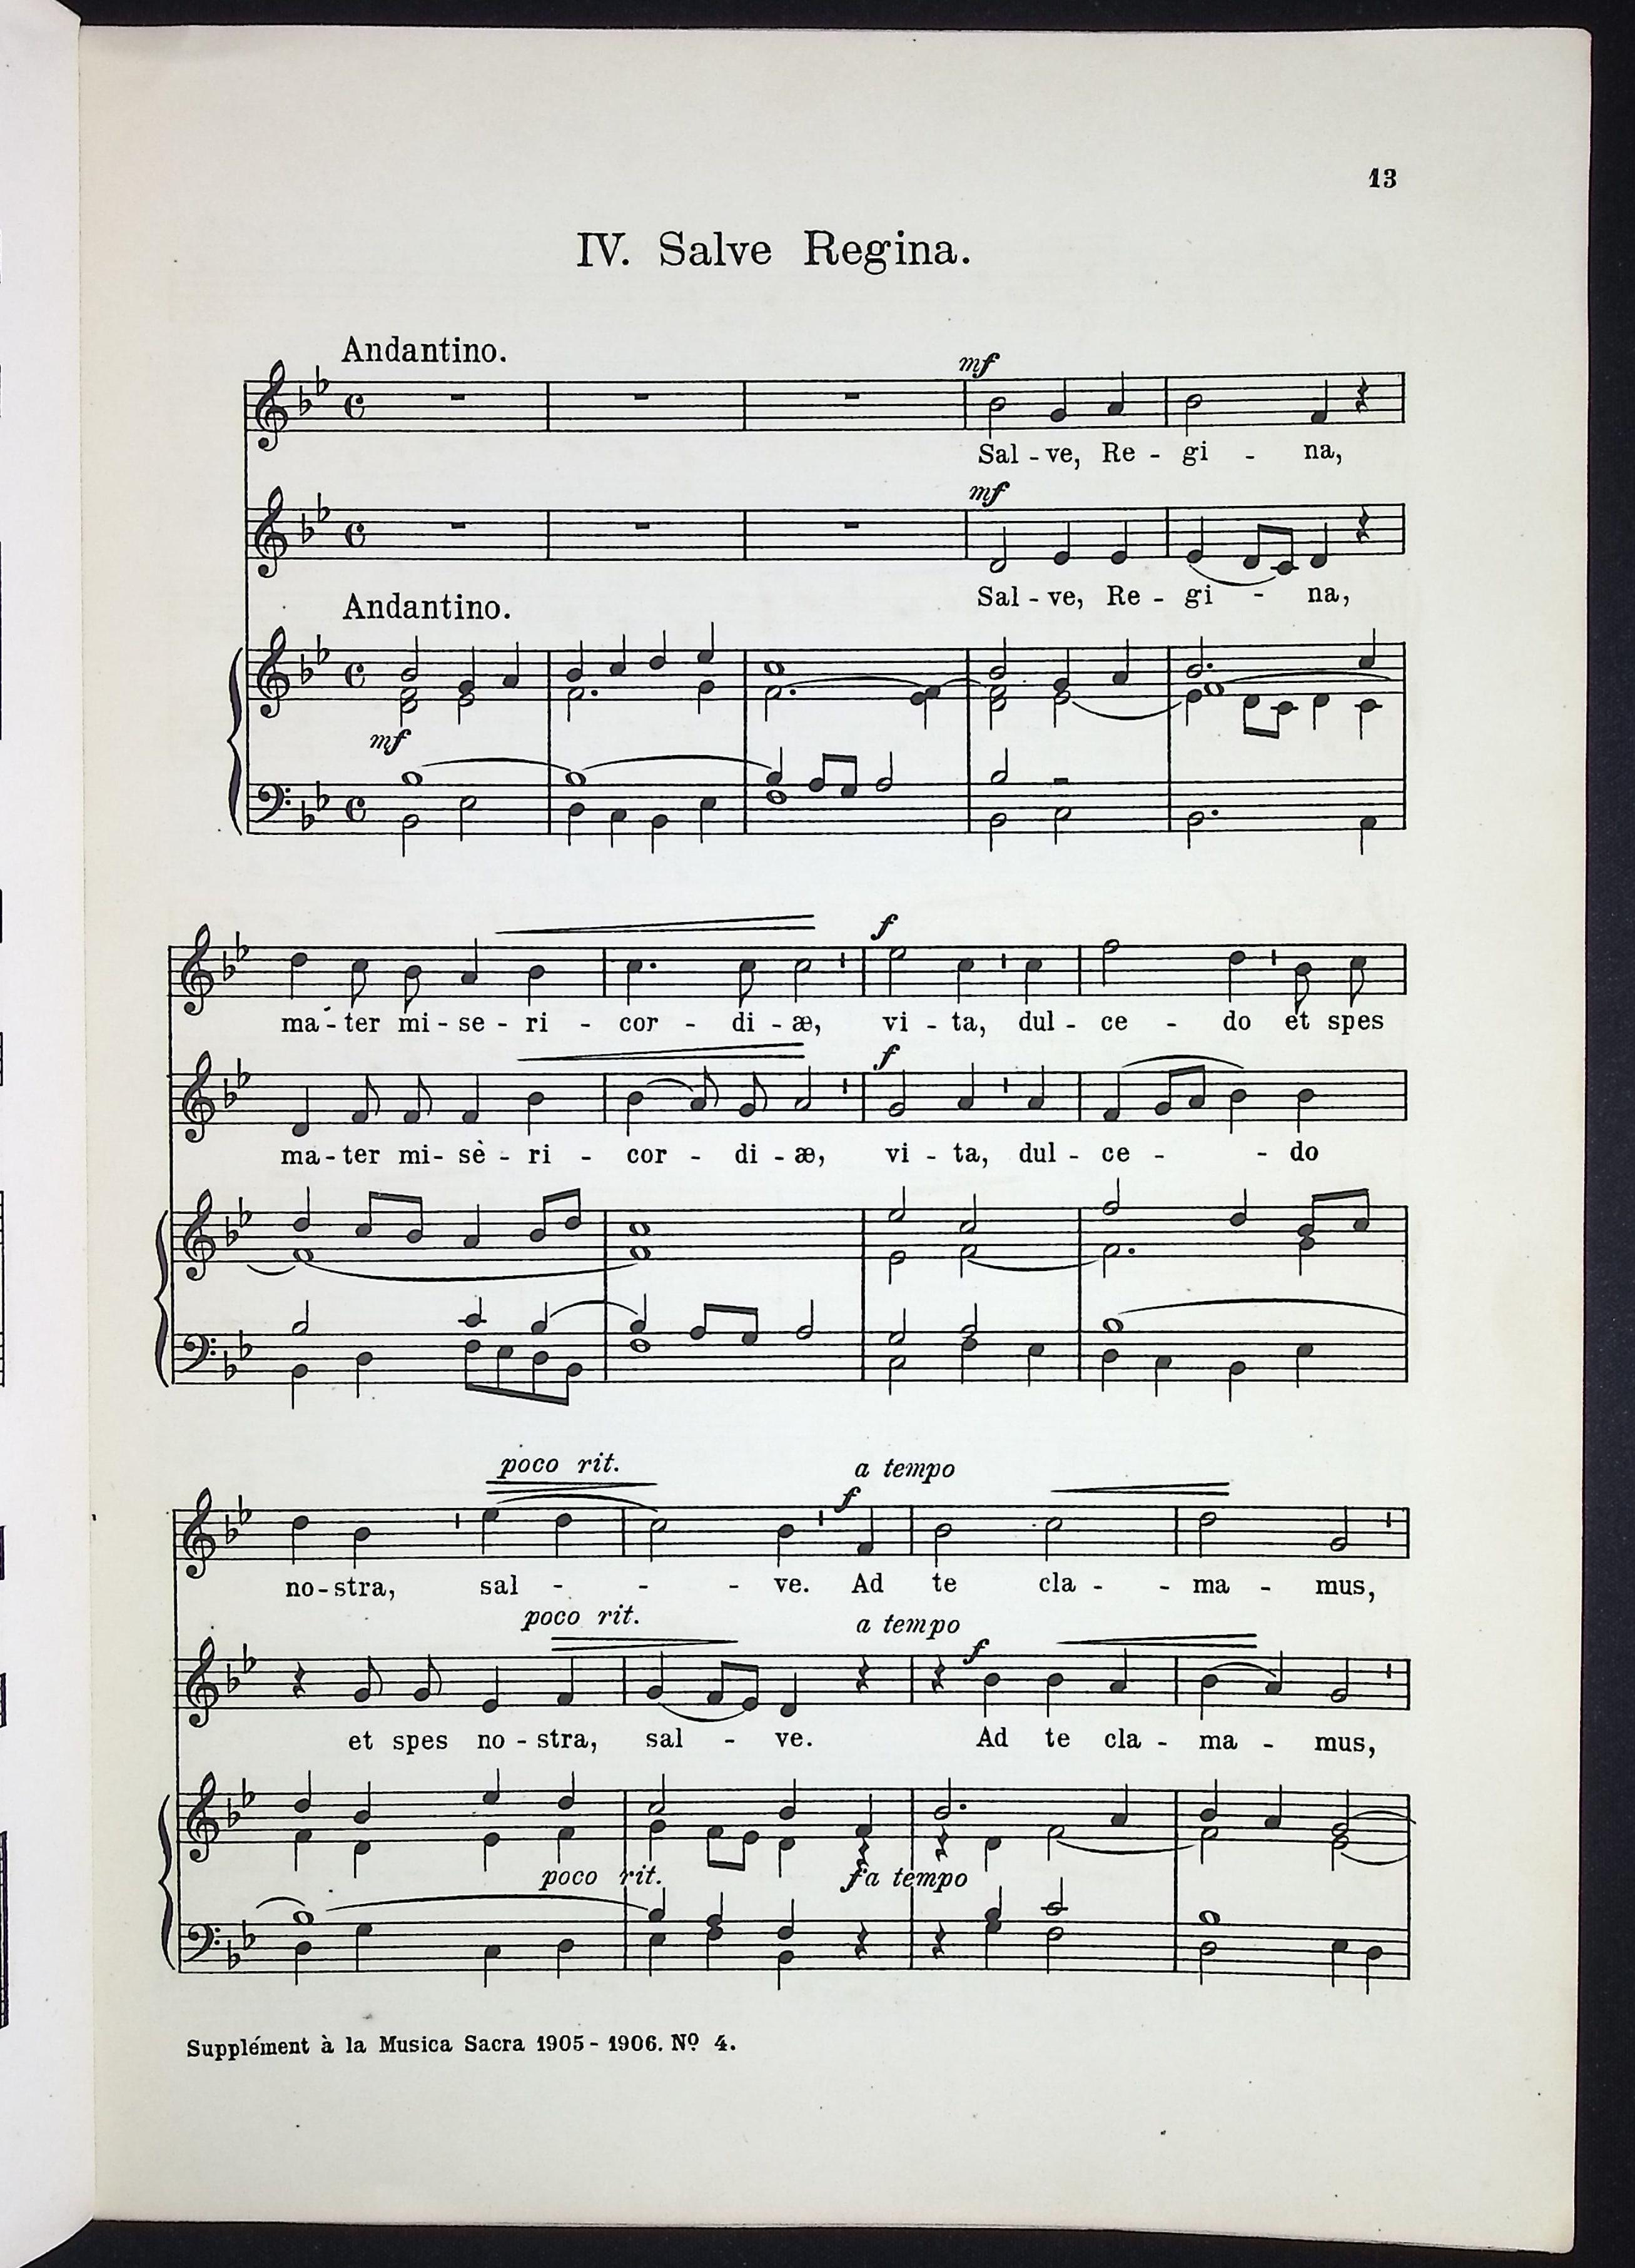 13
IV. Salve Regina.
Andantino.
mf
Sal - ve, Re - gi - na,
mf
Sal - ve, Re - gi - na,
Andantino.
mf
f
ma - ter mi - se - ri - cor - di - æ, vi - ta, dul - ce - do et spes
f
ma - ter mi - sè - ri - cor - di - æ, vi - ta, dul - ce - - do
poco rit. a tempo
f
no - stra, sal - - - ve. Ad te cla - - ma - mus,
poco rit. a tempo
f
et spes no - stra, sal - ve. Ad te cla - ma - mus,
poco rit. f a tempo
Supplément à la Musica Sacra 1905 - 1906. Nº 4.